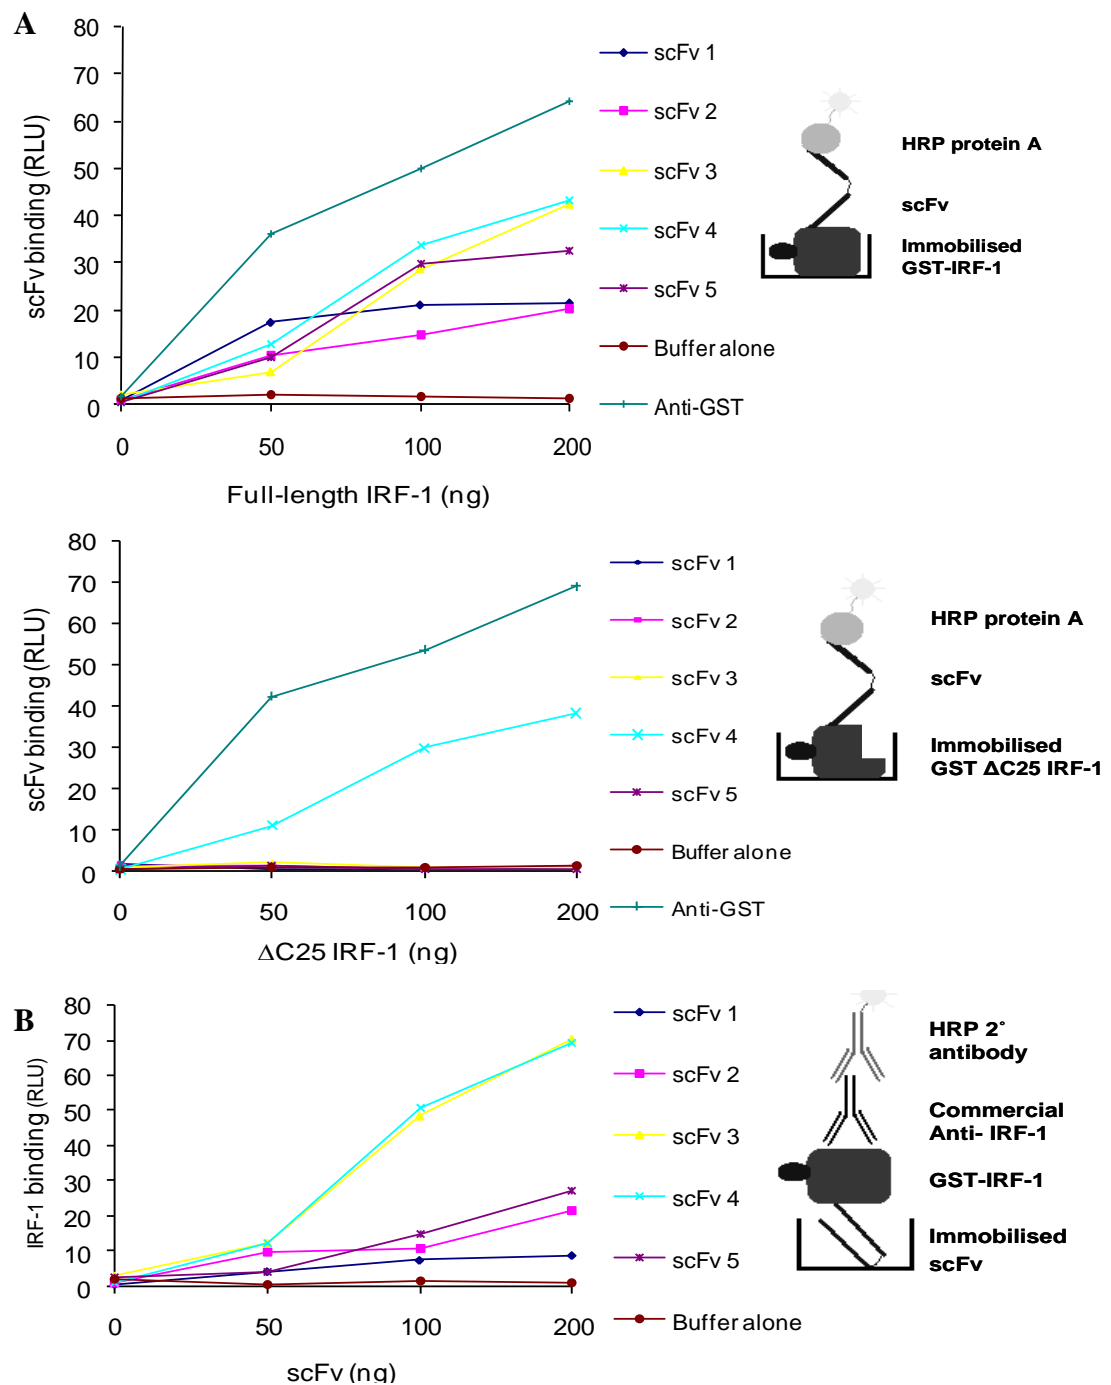 A
80
70
60
50
40
30
20
10
0
scFv binding (RLU)
0 50 100 200
Full-length IRF-1 (ng)
scFv 1
scFv 2
scFv 3
scFv 4
scFv 5
Buffer alone
Anti-GST
HRP protein A
scFv
Immobilised
GST-IRF-1
80
70
60
50
40
30
20
10
0
scFv binding (RLU)
0 50 100 200
ΔC25 IRF-1 (ng)
scFv 1
scFv 2
scFv 3
scFv 4
scFv 5
Buffer alone
Anti-GST
HRP protein A
scFv
Immobilised
GST ΔC25 IRF-1
B
80
70
60
50
40
30
20
10
0
IRF-1 binding (RLU)
0 50 100 200
scFv (ng)
scFv 1
scFv 2
scFv 3
scFv 4
scFv 5
Buffer alone
HRP 2°
antibody
Commercial
Anti- IRF-1
GST-IRF-1
Immobilised
scFv